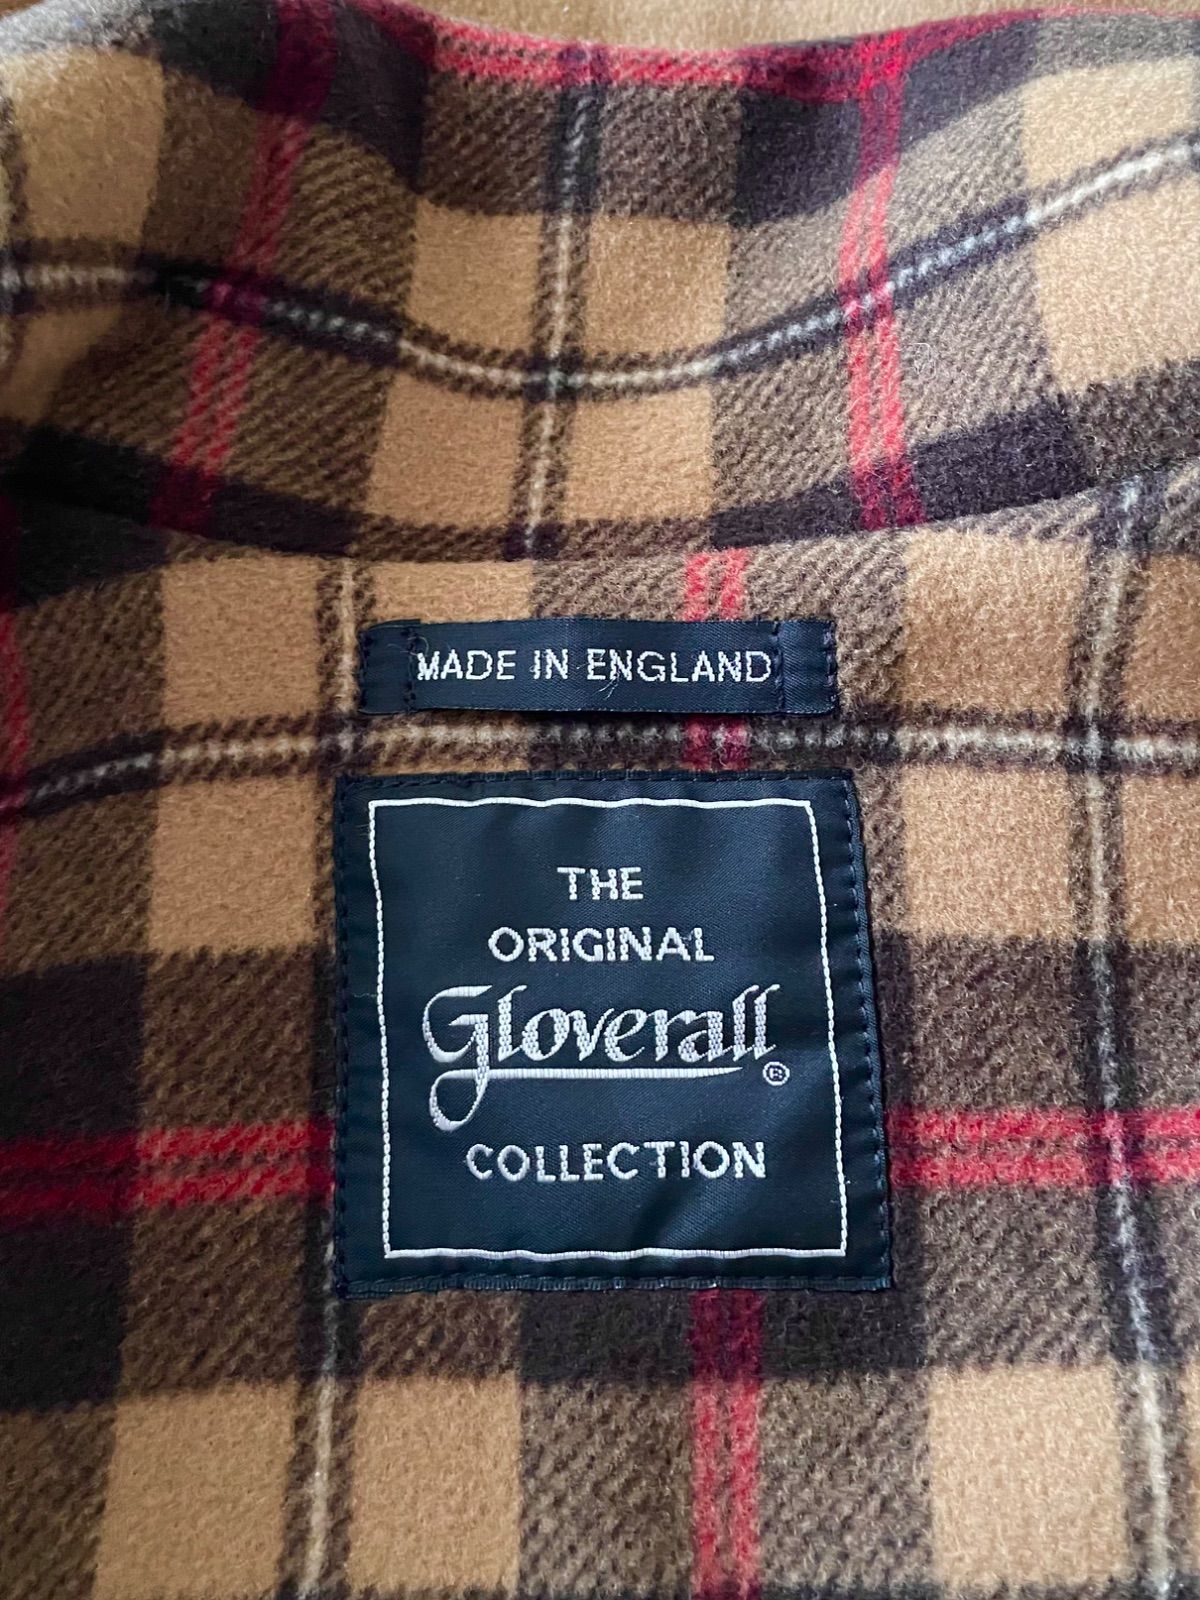 MADE IN ENGLAND
THE
ORIGINAL
Gloverall®
COLLECTION